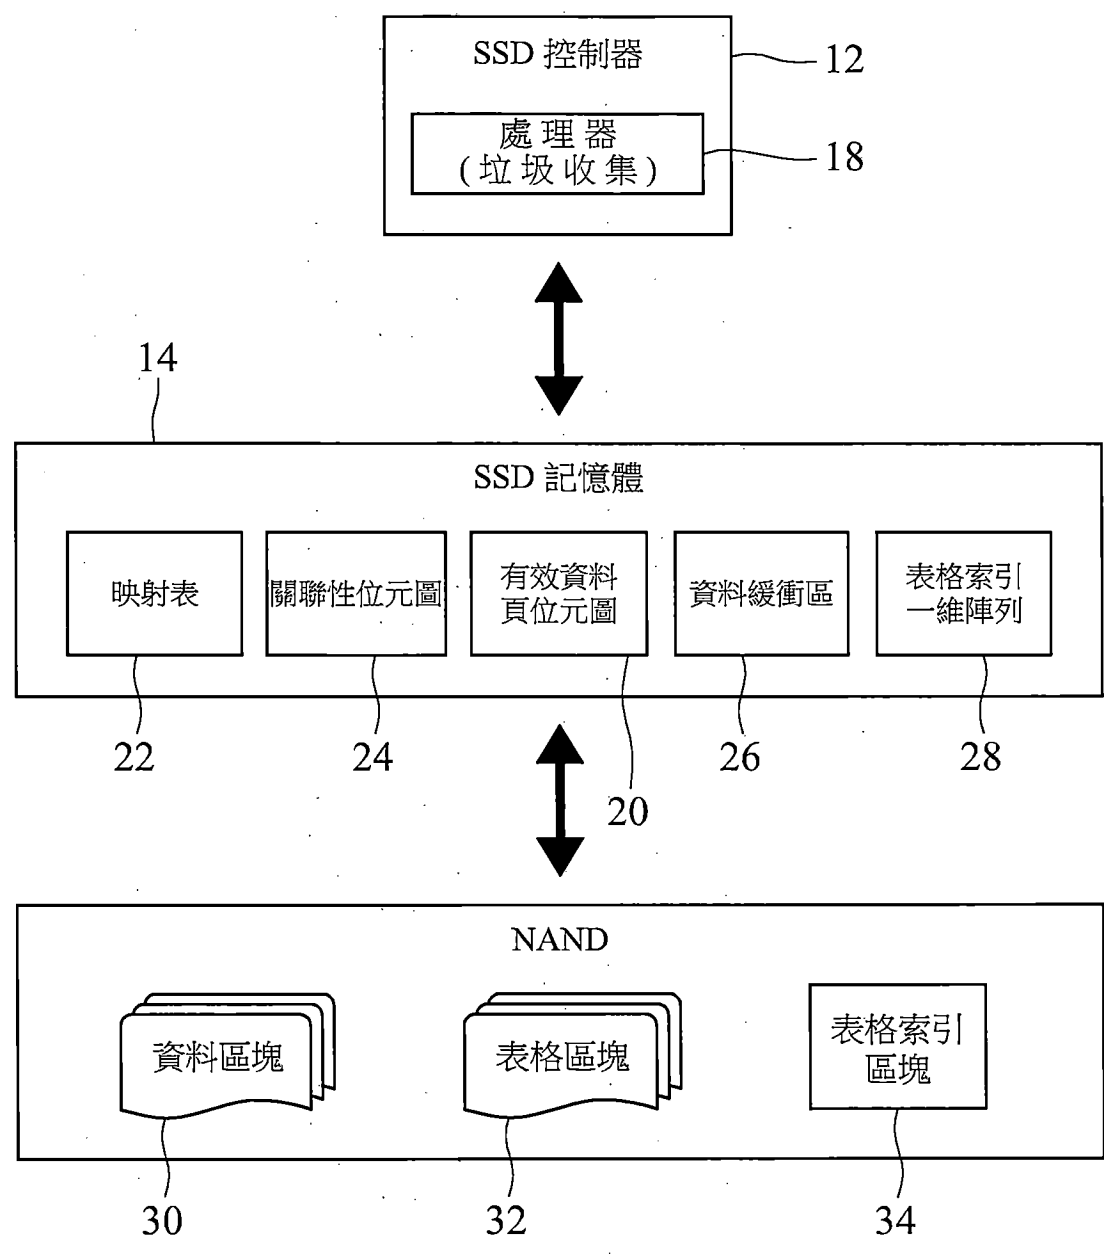 SSD 控制器
12
處理器
(垃圾收集)
18
14
SSD 記憶體
映射表
關聯性位元圖
有效資料
頁位元圖
資料緩衝區
表格索引
一維陣列
22
24
20
26
28
NAND
資料區塊
表格區塊
表格索引
區塊
30
32
34